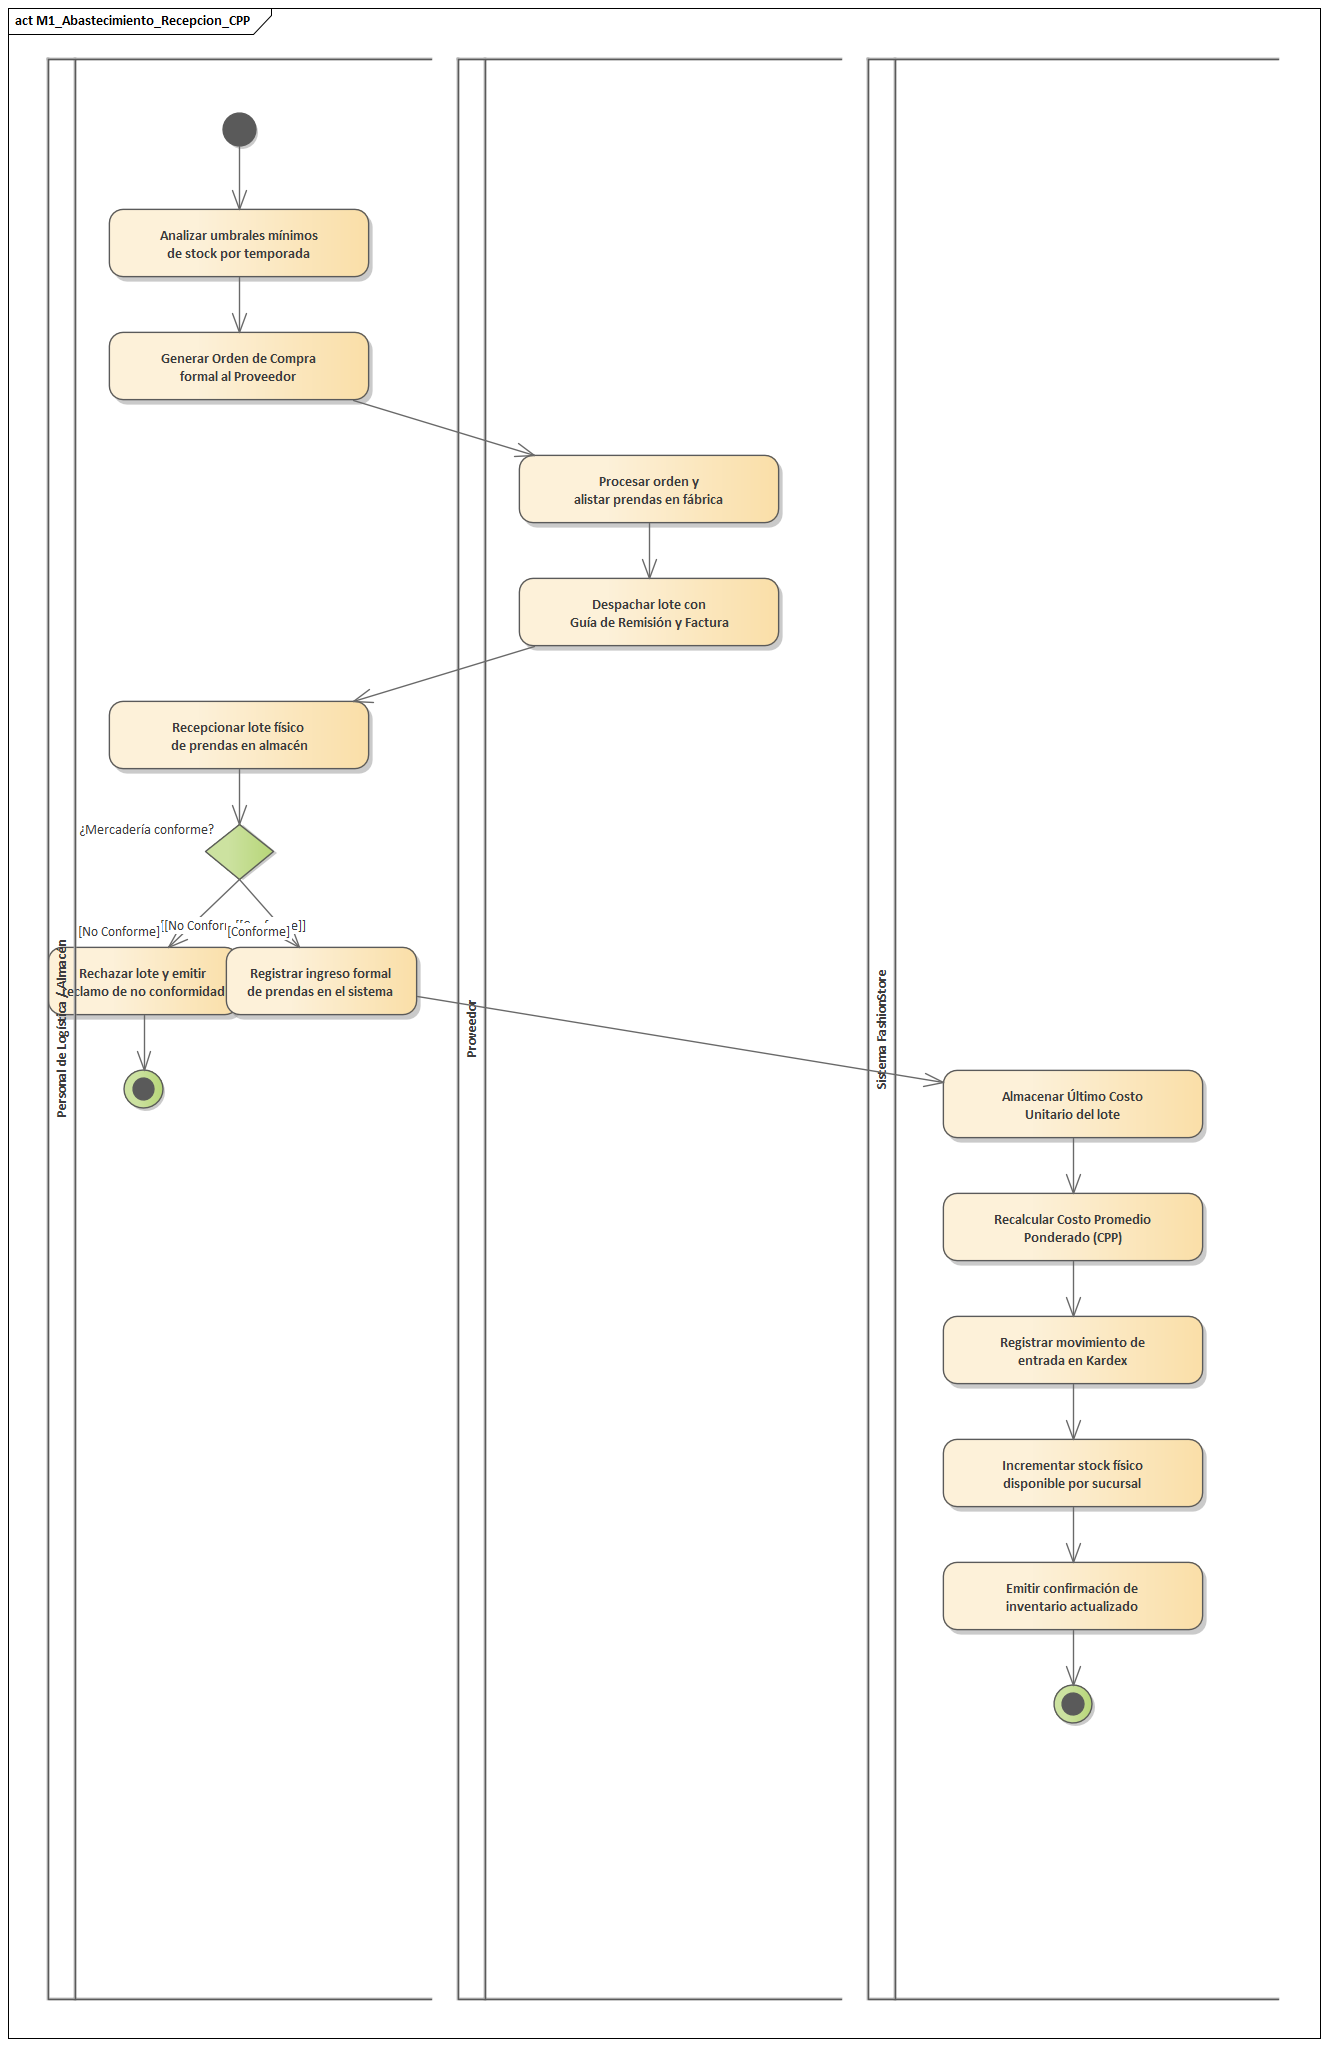 act M1_Abastecimiento_Recepcion_CPP
Analizar umbrales mínimos
de stock por temporada
Generar Orden de Compra
formal al Proveedor
Procesar orden y
alistar prendas en fábrica
Despachar lote con
Guía de Remisión y Factura
Recepcionar lote físico
de prendas en almacén
¿Mercadería conforme?
[No Conforme]
[Conforme]
Rechazar lote y emitir
reclamo de no conformidad
Registrar ingreso formal
de prendas en el sistema
Personal de Logística / Almacén
Proveedor
Sistema FashionStore
Almacenar Último Costo
Unitario del lote
Recalcular Costo Promedio
Ponderado (CPP)
Registrar movimiento de
entrada en Kardex
Incrementar stock físico
disponible por sucursal
Emitir confirmación de
inventario actualizado